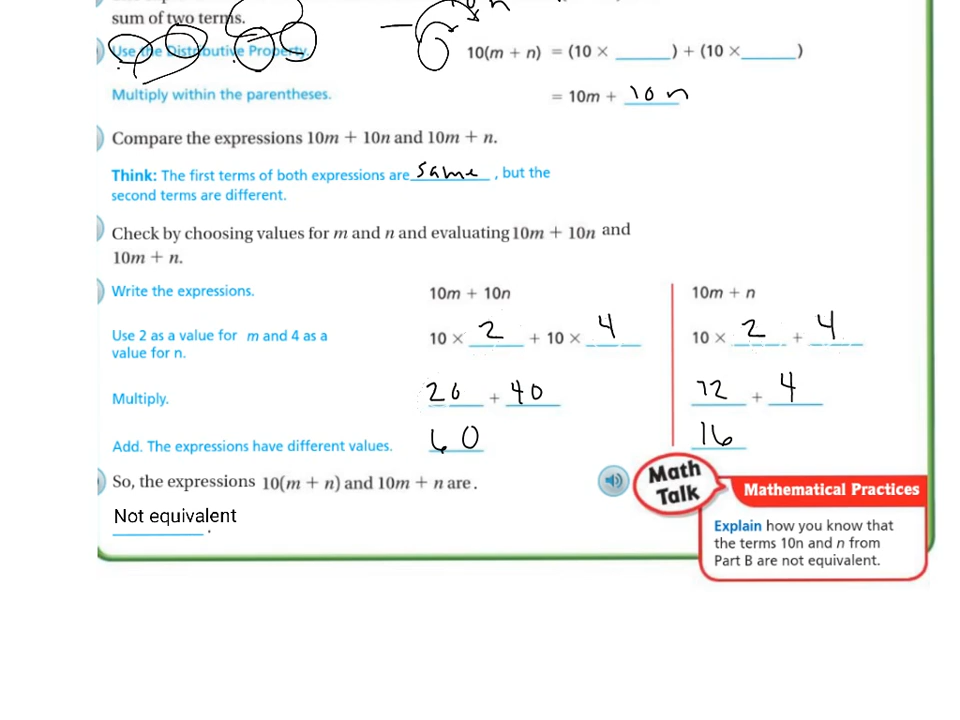 sum of two terms.
Use the Distributive Property. 10(m + n) = (10 × ______) + (10 × ______)
Multiply within the parentheses. = 10m + 10n
Compare the expressions 10m + 10n and 10m + n.
Think: The first terms of both expressions are same, but the
second terms are different.
Check by choosing values for m and n and evaluating 10m + 10n and
10m + n.
Write the expressions. 10m + 10n 10m + n
Use 2 as a value for m and 4 as a
value for n. 10 × 2 + 10 × 4 10 × 2 + 4
Multiply. 20 + 40 12 + 4
Add. The expressions have different values. 60 16
So, the expressions 10(m + n) and 10m + n are.
Not equivalent.
Math
Talk
Mathematical Practices
Explain how you know that
the terms 10n and n from
Part B are not equivalent.